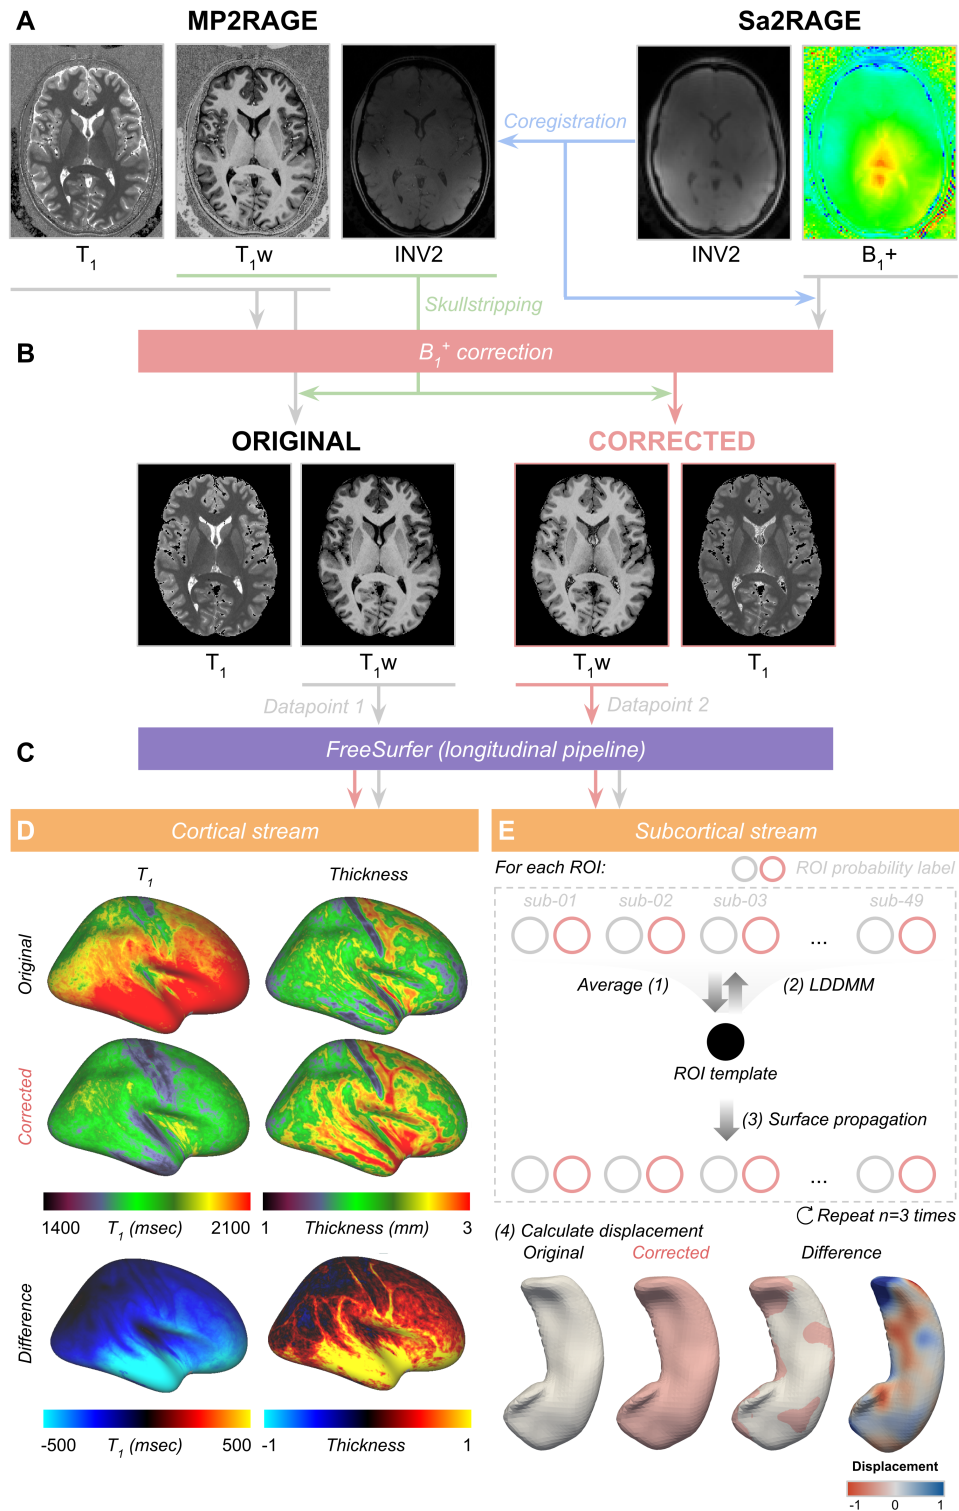 A
MP2RAGE
Sa2RAGE
Coregistration
T1
T1w
INV2
INV2
B1+
Skullstripping
B
B1+ correction
ORIGINAL
CORRECTED
T1
T1w
T1w
T1
Datapoint 1
Datapoint 2
C
FreeSurfer (longitudinal pipeline)
D
Cortical stream
T1
Thickness
Original
Corrected
1400
T1 (msec)
2100
1
Thickness (mm)
3
Difference
-500
T1 (msec)
500
-1
Thickness
1
E
Subcortical stream
For each ROI:
ROI probability label
sub-01
sub-02
sub-03
sub-49
...
Average (1)
(2) LDDMM
ROI template
(3) Surface propagation
...
Repeat n=3 times
(4) Calculate displacement
Original
Corrected
Difference
Displacement
-1
0
1